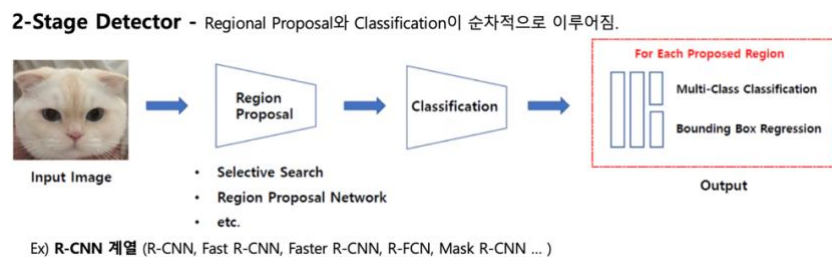 2-Stage Detector - Regional Proposal와 Classification이 순차적으로 이루어짐.
For Each Proposed Region
Region
Proposal
Classification
Multi-Class Classification
Bounding Box Regression
Input Image
• Selective Search
• Region Proposal Network
• etc.
Output
Ex) R-CNN 계열 (R-CNN, Fast R-CNN, Faster R-CNN, R-FCN, Mask R-CNN ... )